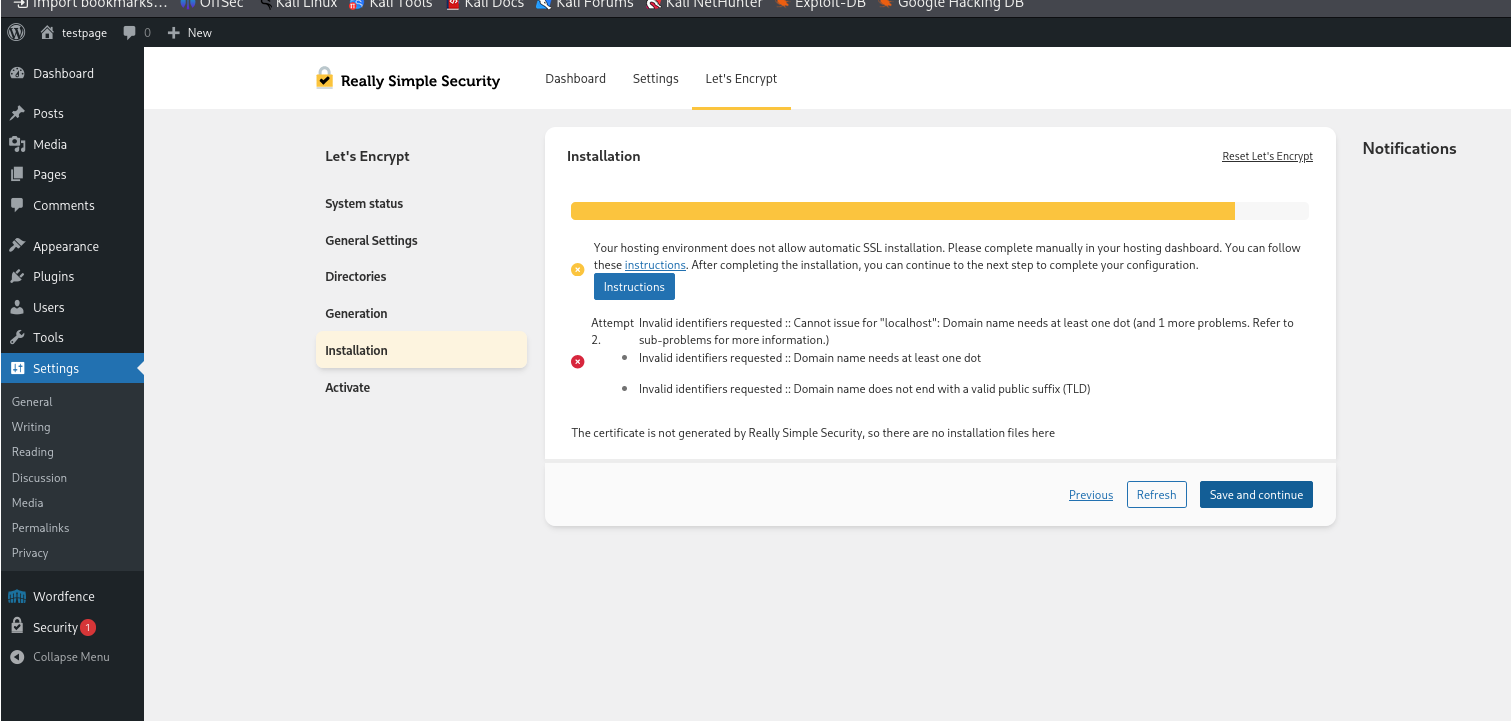 Import bookmarks... OffSec Kali Linux Kali Tools Kali Docs Kali Forums Kali NetHunter Exploit-DB Google Hacking DB
testpage 0 New
Dashboard
Posts
Media
Pages
Comments
Appearance
Plugins
Users
Tools
Settings
General
Writing
Reading
Discussion
Media
Permalinks
Privacy
Wordfence
Security 1
Collapse Menu
Really Simple Security Dashboard Settings Let's Encrypt
Let's Encrypt
System status
General Settings
Directories
Generation
Installation
Activate
Installation Reset Let's Encrypt
Your hosting environment does not allow automatic SSL installation. Please complete manually in your hosting dashboard. You can follow
these instructions. After completing the installation, you can continue to the next step to complete your configuration.
Instructions
Attempt Invalid identifiers requested :: Cannot issue for "localhost": Domain name needs at least one dot (and 1 more problems. Refer to
2. sub-problems for more information.)
• Invalid identifiers requested :: Domain name needs at least one dot
• Invalid identifiers requested :: Domain name does not end with a valid public suffix (TLD)
The certificate is not generated by Really Simple Security, so there are no installation files here
Previous Refresh Save and continue
Notifications